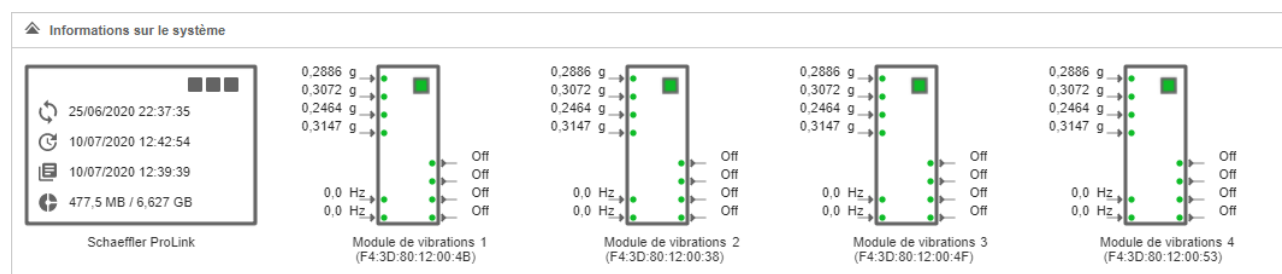 Informations sur le système
25/06/2020 22:37:35
10/07/2020 12:42:54
10/07/2020 12:39:39
477,5 MB / 6,627 GB
Schaeffler ProLink
0,2886 g
0,3072 g
0,2464 g
0,3147 g
Off
Off
0,0 Hz Off
0,0 Hz Off
Module de vibrations 1
(F4:3D:80:12:00:4B)
0,2886 g
0,3072 g
0,2464 g
0,3147 g
Off
Off
0,0 Hz Off
0,0 Hz Off
Module de vibrations 2
(F4:3D:80:12:00:38)
0,2886 g
0,3072 g
0,2464 g
0,3147 g
Off
Off
0,0 Hz Off
0,0 Hz Off
Module de vibrations 3
(F4:3D:80:12:00:4F)
0,2886 g
0,3072 g
0,2464 g
0,3147 g
Off
Off
0,0 Hz Off
0,0 Hz Off
Module de vibrations 4
(F4:3D:80:12:00:53)